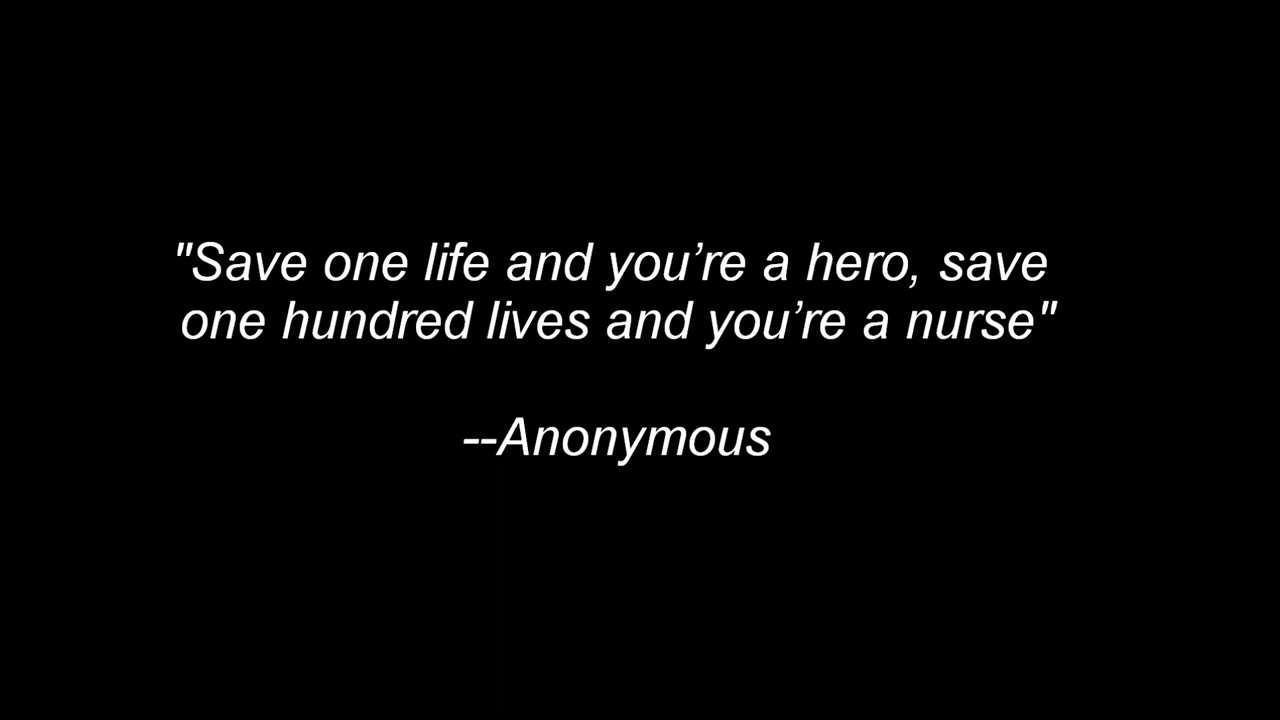 "Save one life and you’re a hero, save
one hundred lives and you’re a nurse"
--Anonymous